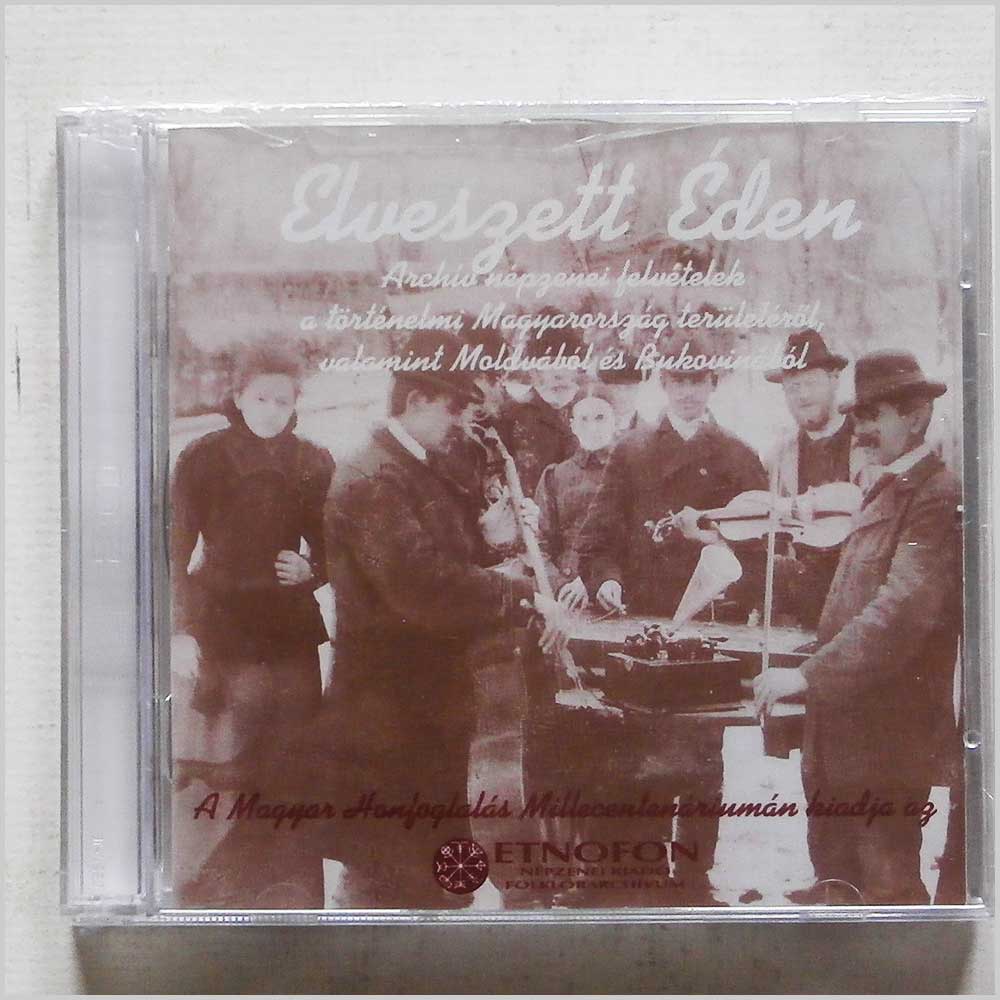 Elveszett Éden
Archív népzenei felvételek
a történelmi Magyarország területéről,
valamint Moldvából és Bukovinából
A Magyar Honfoglalás Millecentenáriumán kiadja az
ETNOFON
NÉPZENEI KIADÓ
FOLKLÓRARCHÍVUM